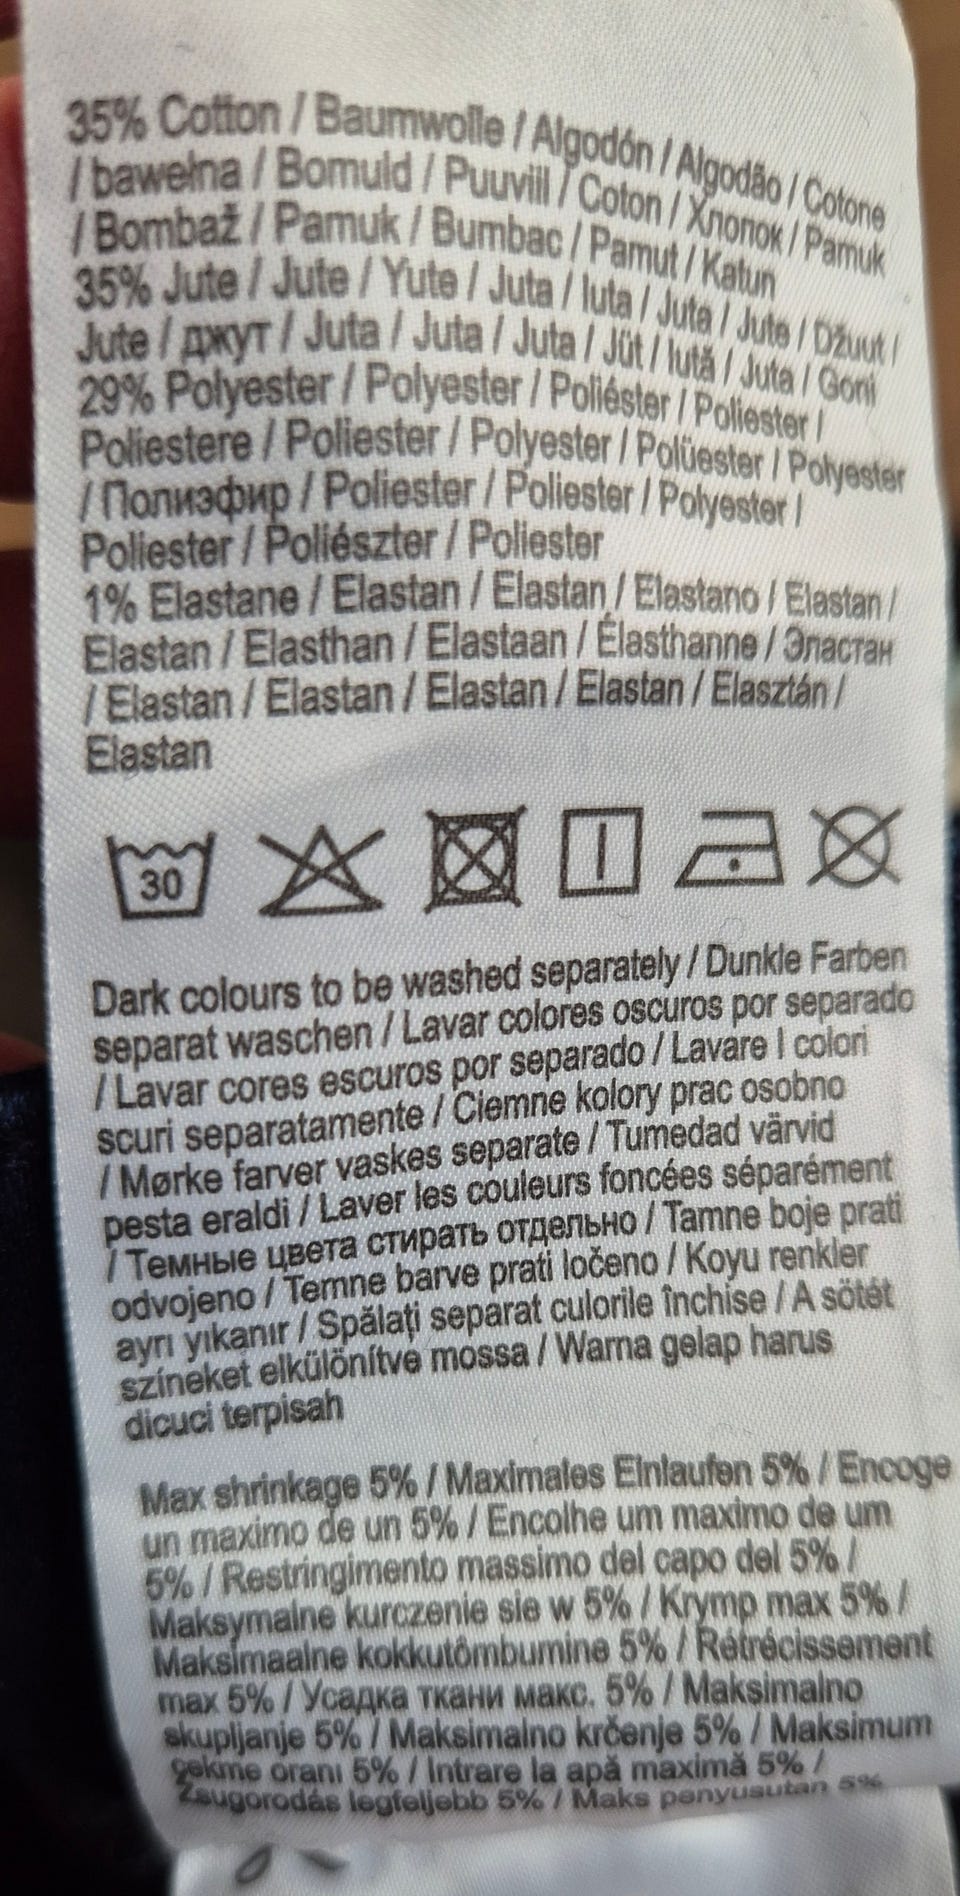 35% Cotton / Baumwolle / Algodón / Algodão / Cotone
/ bawełna / Bomuld / Puuvill / Coton / Хлопок / Pamuk
/ Bombaž / Pamuk / Bumbac / Pamut / Katun
35% Jute / Jute / Yute / Juta / Iuta / Juta / Jute / Džuut /
Jute / джут / Juta / Juta / Juta / Jüt / Iută / Juta / Goni
29% Polyester / Polyester / Poliéster / Poliester /
Poliestere / Poliester / Polyester / Polüester / Polyester
/ Полиэфир / Poliester / Poliester / Polyester /
Poliester / Poliészter / Poliester
1% Elastane / Elastan / Elastan / Elastano / Elastan /
Elastan / Elasthan / Elastaan / Élasthanne / Эластан
/ Elastan / Elastan / Elastan / Elastan / Elasztán /
Elastan
30
Dark colours to be washed separately / Dunkle Farben
separat waschen / Lavar colores oscuros por separado
/ Lavar cores escuros por separado / Lavare I colori
scuri separatamente / Ciemne kolory prac osobno
/ Mørke farver vaskes separate / Tumedad värvid
pesta eraldi / Laver les couleurs foncées séparément
/ Темные цвета стирать отдельно / Tamne boje prati
odvojeno / Temne barve prati ločeno / Koyu renkler
ayrı yıkanır / Spălați separat culorile închise / A sötét
színeket elkülönítve mossa / Warna gelap harus
dicuci terpisah
Max shrinkage 5% / Maximales Einlaufen 5% / Encoge
un maximo de un 5% / Encolhe um maximo de um
5% / Restringimento massimo del capo del 5% /
Maksymalne kurczenie sie w 5% / Krymp max 5% /
Maksimaalne kokkutõmbumine 5% / Rétrécissement
max 5% / Усадка ткани макс. 5% / Maksimalno
skupljanje 5% / Maksimalno krčenje 5% / Maksimum
çekme oranı 5% / Intrare la apă maximă 5% /
Zsugorodás legfeljebb 5% / Maks penyusutan 5%